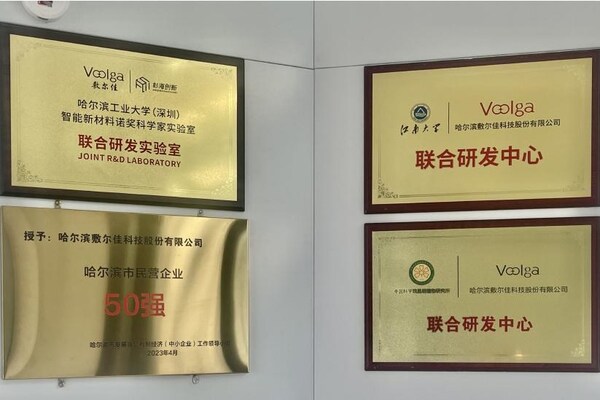 Voolga
敷尔佳
哈尔滨工业大学(深圳)
智能新材料诺奖科学家实验室
联合研发实验室
JOINT R&D LABORATORY
授予：哈尔滨敷尔佳科技股份有限公司
哈尔滨市民营企业
50强
2023年4月
江南大学
Voolga
哈尔滨敷尔佳科技股份有限公司
联合研发中心
Voolga
哈尔滨敷尔佳科技股份有限公司
联合研发中心